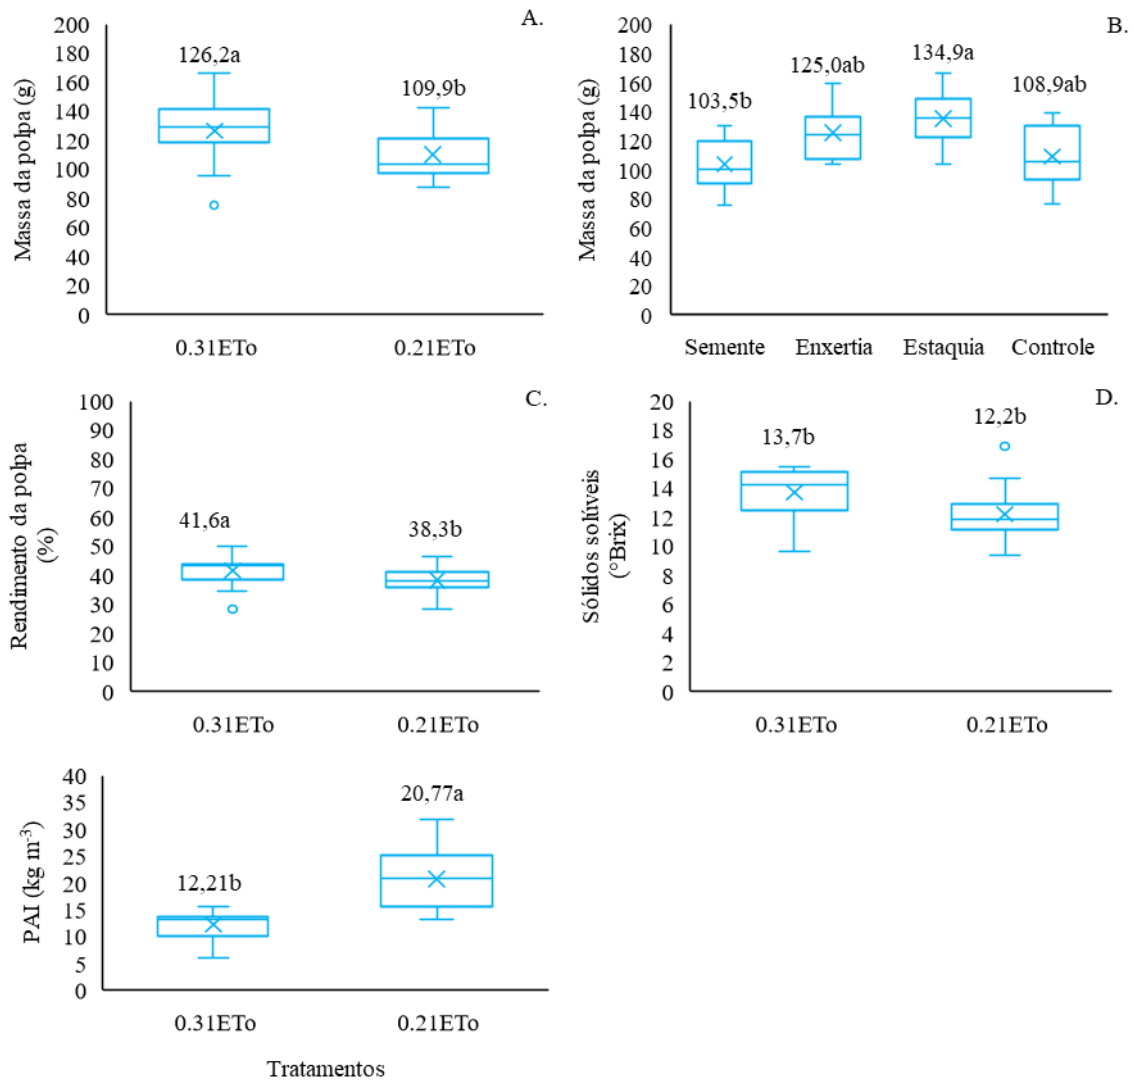 A.
Massa da polpa (g)
200
180
160
140
120
100
80
60
40
20
0
126,2a
109,9b
0.31ETo
0.21ETo
B.
Massa da polpa (g)
200
180
160
140
120
100
80
60
40
20
0
103,5b
125,0ab
134,9a
108,9ab
Semente
Enxertia
Estaquia
Controle
C.
Rendimento da polpa
(%)
100
90
80
70
60
50
40
30
20
10
0
41,6a
38,3b
0.31ETo
0.21ETo
D.
Sólidos solúveis
(°Brix)
20
18
16
14
12
10
8
6
4
2
0
13,7b
12,2b
0.31ETo
0.21ETo
PAI (kg m-3)
40
35
30
25
20
15
10
5
0
12,21b
20,77a
0.31ETo
0.21ETo
Tratamentos